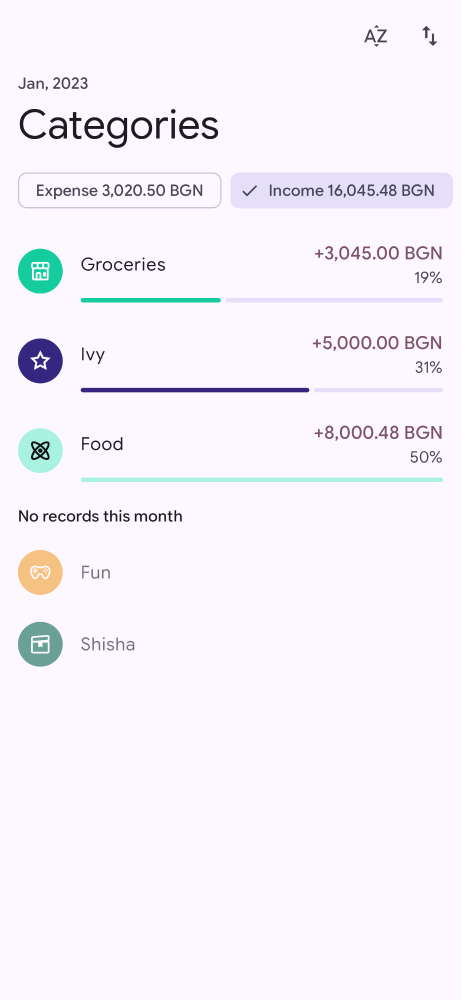 AZ
Jan, 2023
Categories
Expense 3,020.50 BGN
Income 16,045.48 BGN
Groceries
+3,045.00 BGN
19%
Ivy
+5,000.00 BGN
31%
Food
+8,000.48 BGN
50%
No records this month
Fun
Shisha